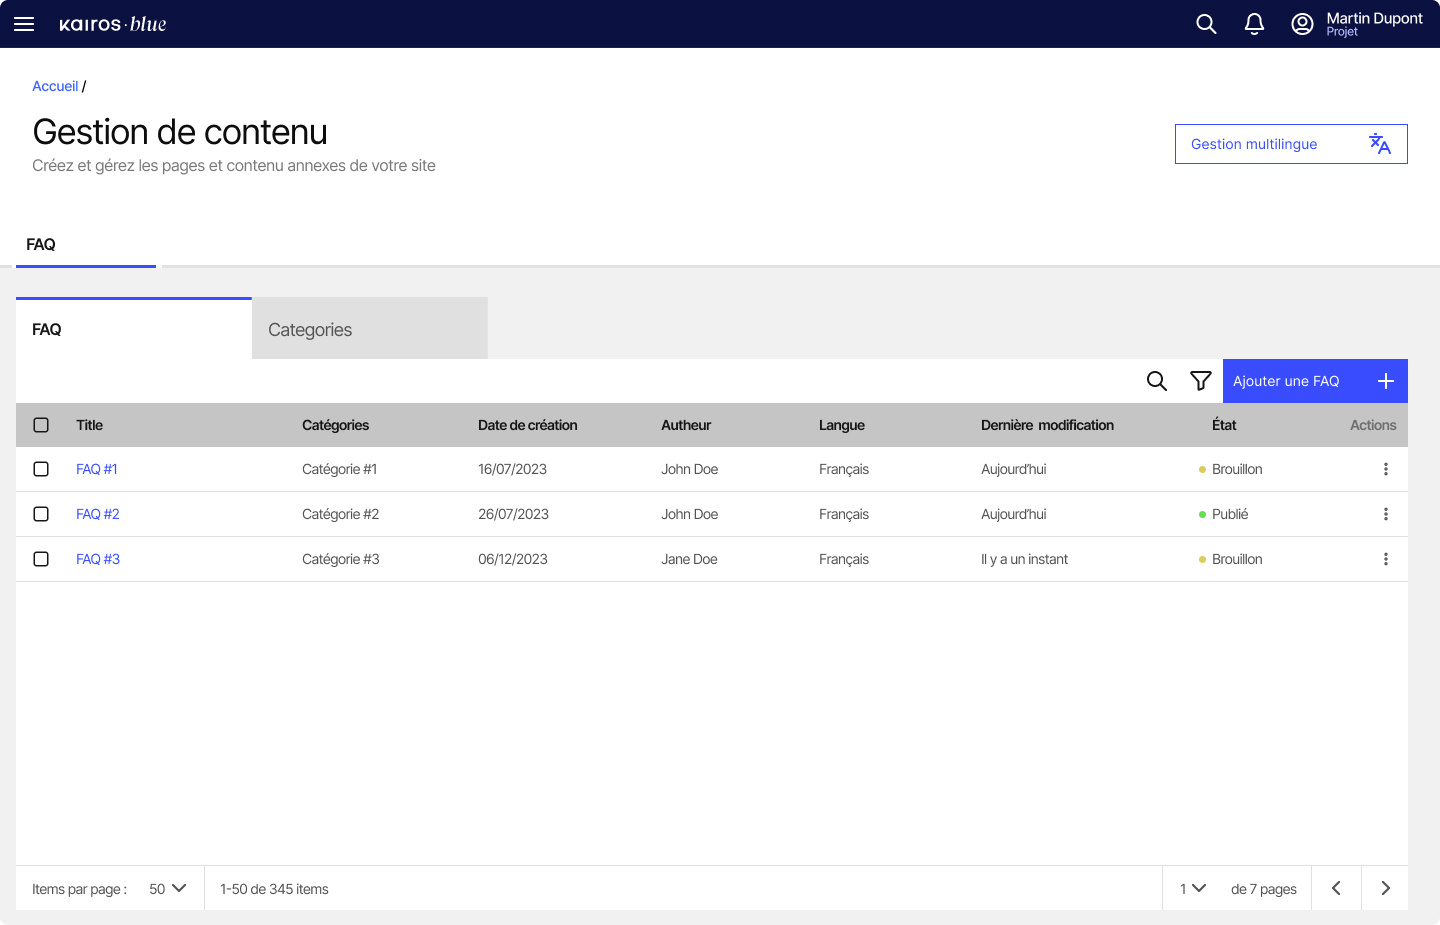 kaıros·blue
Martin Dupont
Projet
Accueil /
Gestion de contenu
Créez et gérez les pages et contenu annexes de votre site
Gestion multilingue
FAQ
FAQ Categories
Ajouter une FAQ
Title Catégories Date de création Autheur Langue Dernière modification État Actions
FAQ #1 Catégorie #1 16/07/2023 John Doe Français Aujourd'hui Brouillon
FAQ #2 Catégorie #2 26/07/2023 John Doe Français Aujourd'hui Publié
FAQ #3 Catégorie #3 06/12/2023 Jane Doe Français Il y a un instant Brouillon
Items par page : 50 1-50 de 345 items 1 de 7 pages